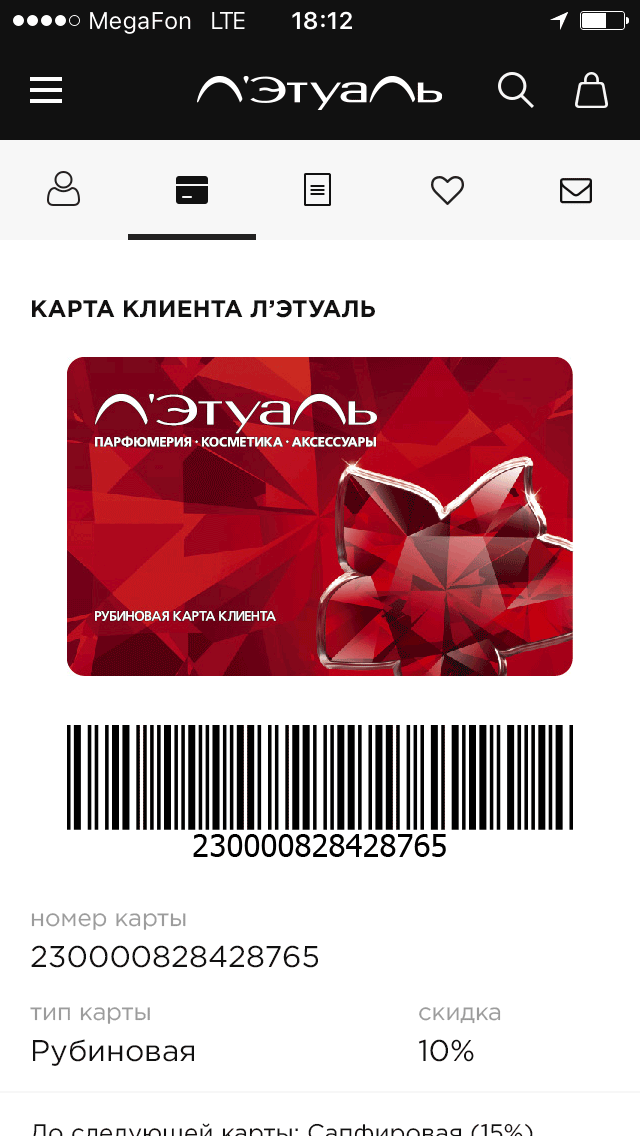 MegaFon LTE 18:12
Л'Этуаль
КАРТА КЛИЕНТА Л’ЭТУАЛЬ
Л'Этуаль
ПАРФЮМЕРИЯ · КОСМЕТИКА · АКСЕССУАРЫ
РУБИНОВАЯ КАРТА КЛИЕНТА
230000828428765
номер карты
230000828428765
тип карты скидка
Рубиновая 10%
До следующей карты: Сапфировая (15%)